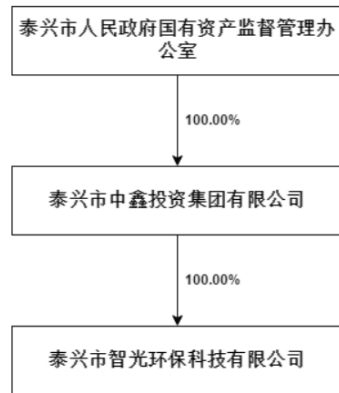 泰兴市人民政府国有资产监督管理办
公室
100.00%
泰兴市中鑫投资集团有限公司
100.00%
泰兴市智光环保科技有限公司